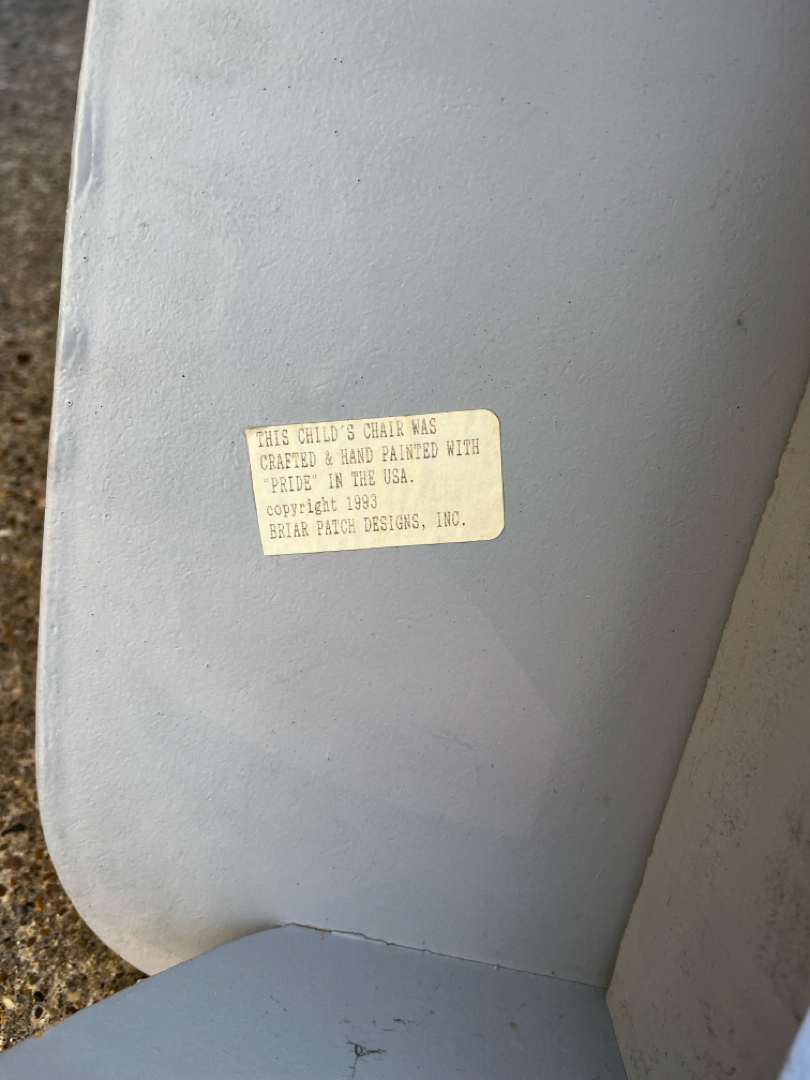 THIS CHILD'S CHAIR WAS
CRAFTED & HAND PAINTED WITH
"PRIDE" IN THE USA.
copyright 1993
BRIAR PATCH DESIGNS, INC.